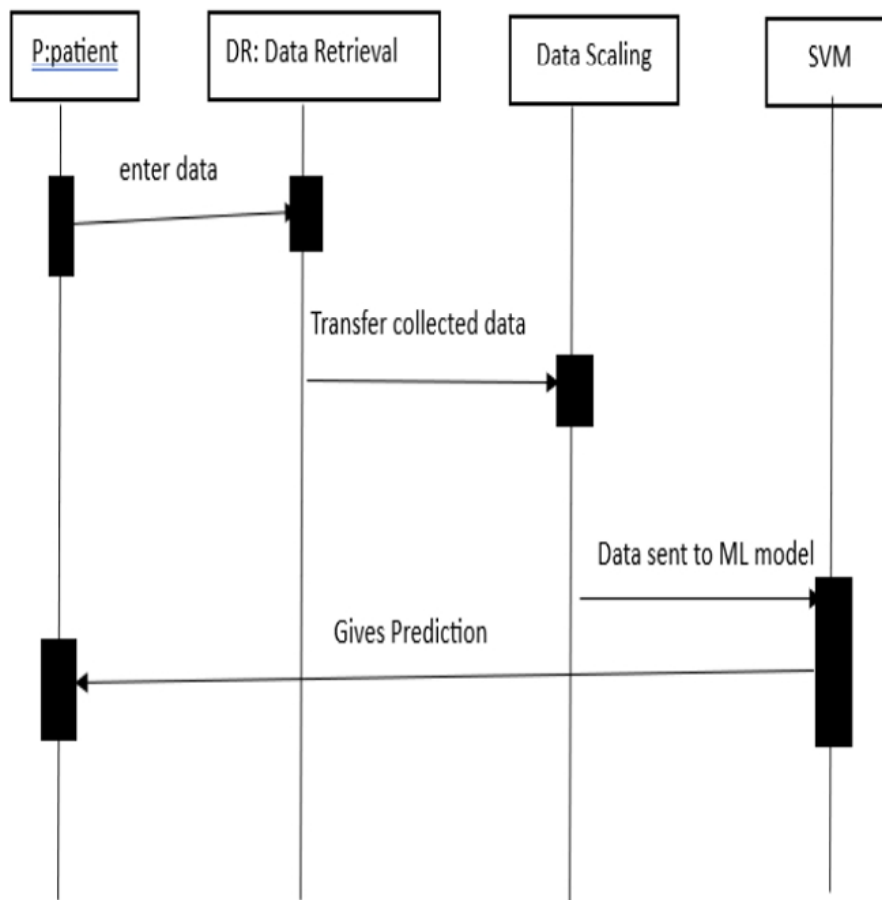 P:patient
DR: Data Retrieval
Data Scaling
SVM
enter data
Transfer collected data
Data sent to ML model
Gives Prediction